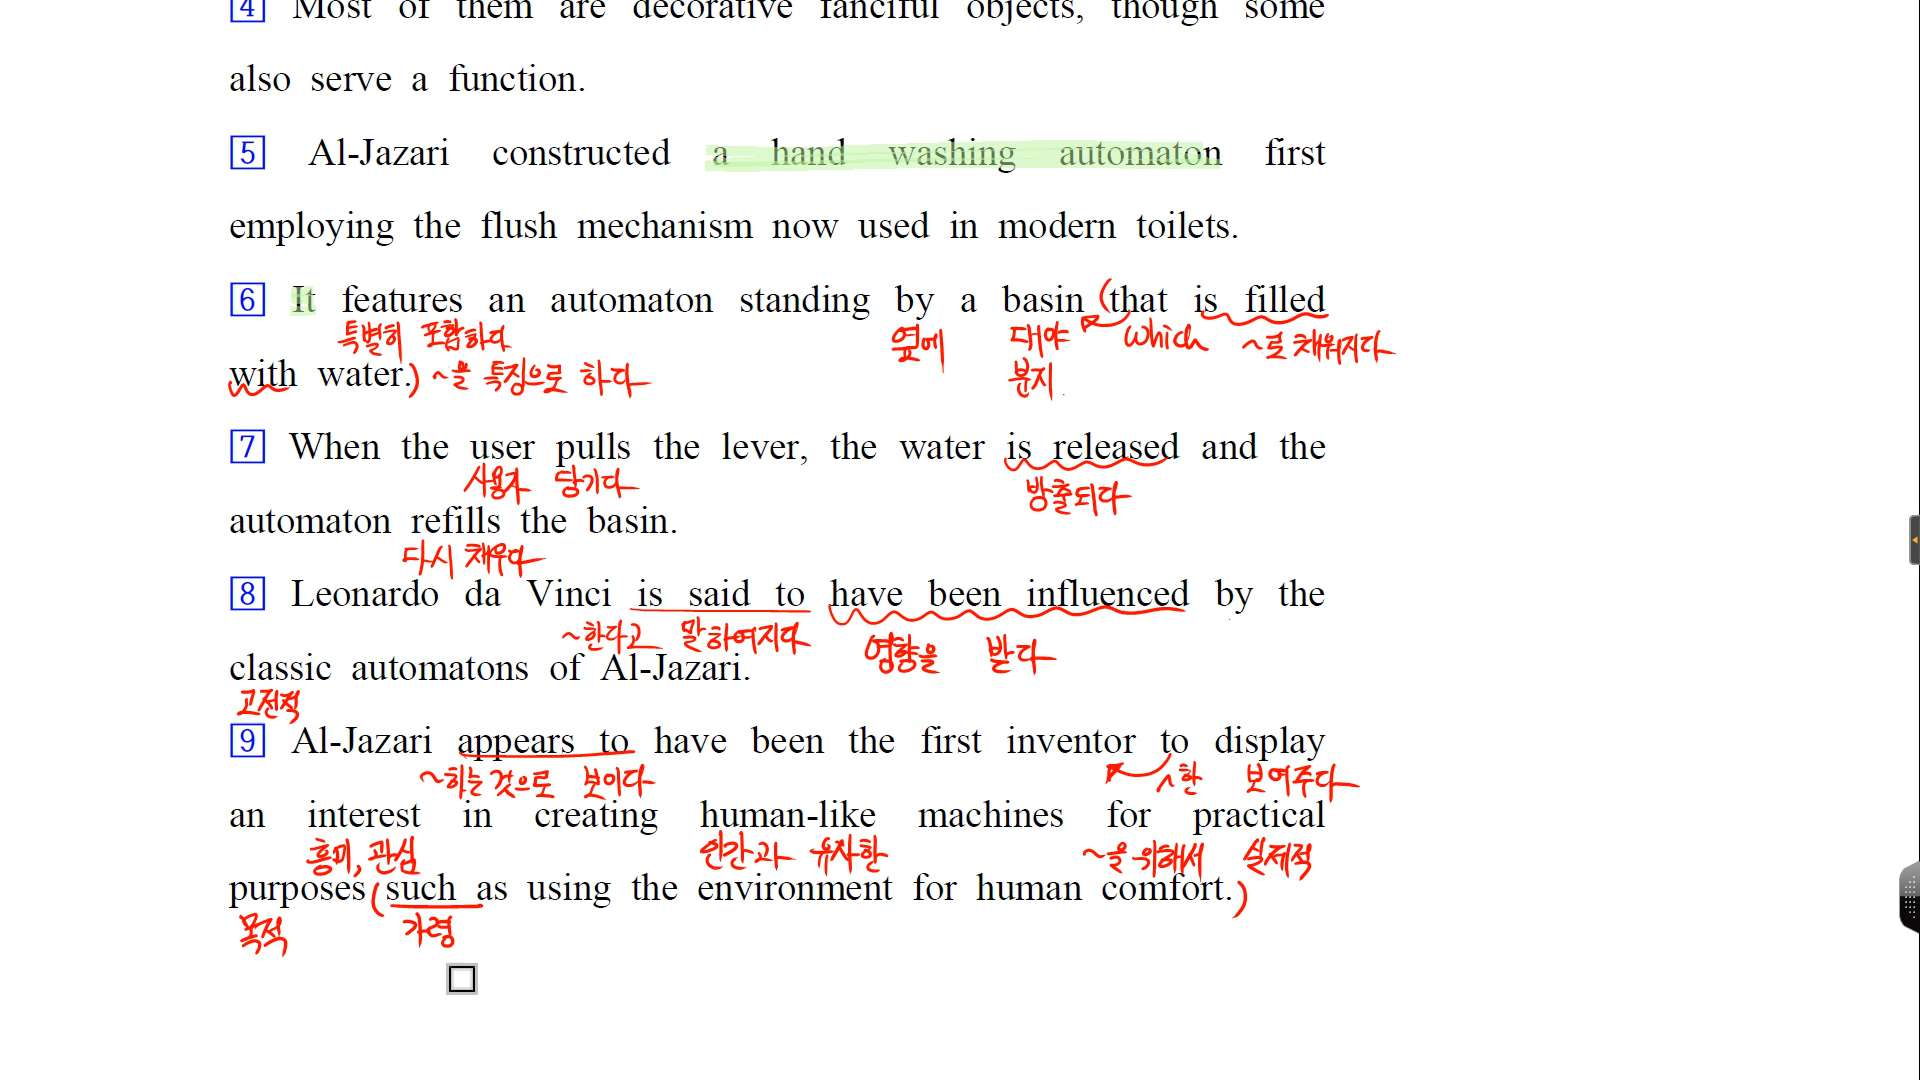 4 Most of them are decorative fanciful objects, though some
also serve a function.
5 Al-Jazari constructed a hand washing automaton first
employing the flush mechanism now used in modern toilets.
6 It features an automaton standing by a basin (that is filled
특별히 포함하다 옆에 대야 which ~로 채워지다
with water.) ~을 특징으로 하다 분지
7 When the user pulls the lever, the water is released and the
사용자 당기다 방출되다
automaton refills the basin.
다시 채우다
8 Leonardo da Vinci is said to have been influenced by the
~한다고 말하여지다 영향을 받다
classic automatons of Al-Jazari.
고전적
9 Al-Jazari appears to have been the first inventor to display
~하는 것으로 보이다 ~한 보여주다
an interest in creating human-like machines for practical
흥미, 관심 인간과 유사한 ~을 위해서 실제적
purposes (such as using the environment for human comfort.)
목적 가령